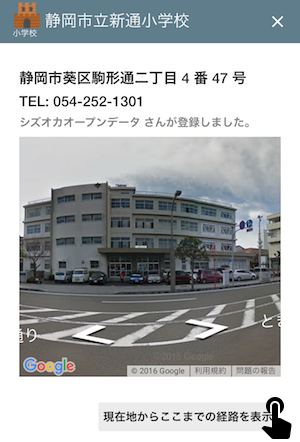 静岡市立新通小学校
小学校
静岡市葵区駒形通二丁目 4 番 47 号
TEL: 054-252-1301
シズオカオープンデータ さんが登録しました。
通り
とま
Google
© 2016 Google
© 2016 Google
利用規約
問題の報告
現在地からここまでの経路を表示